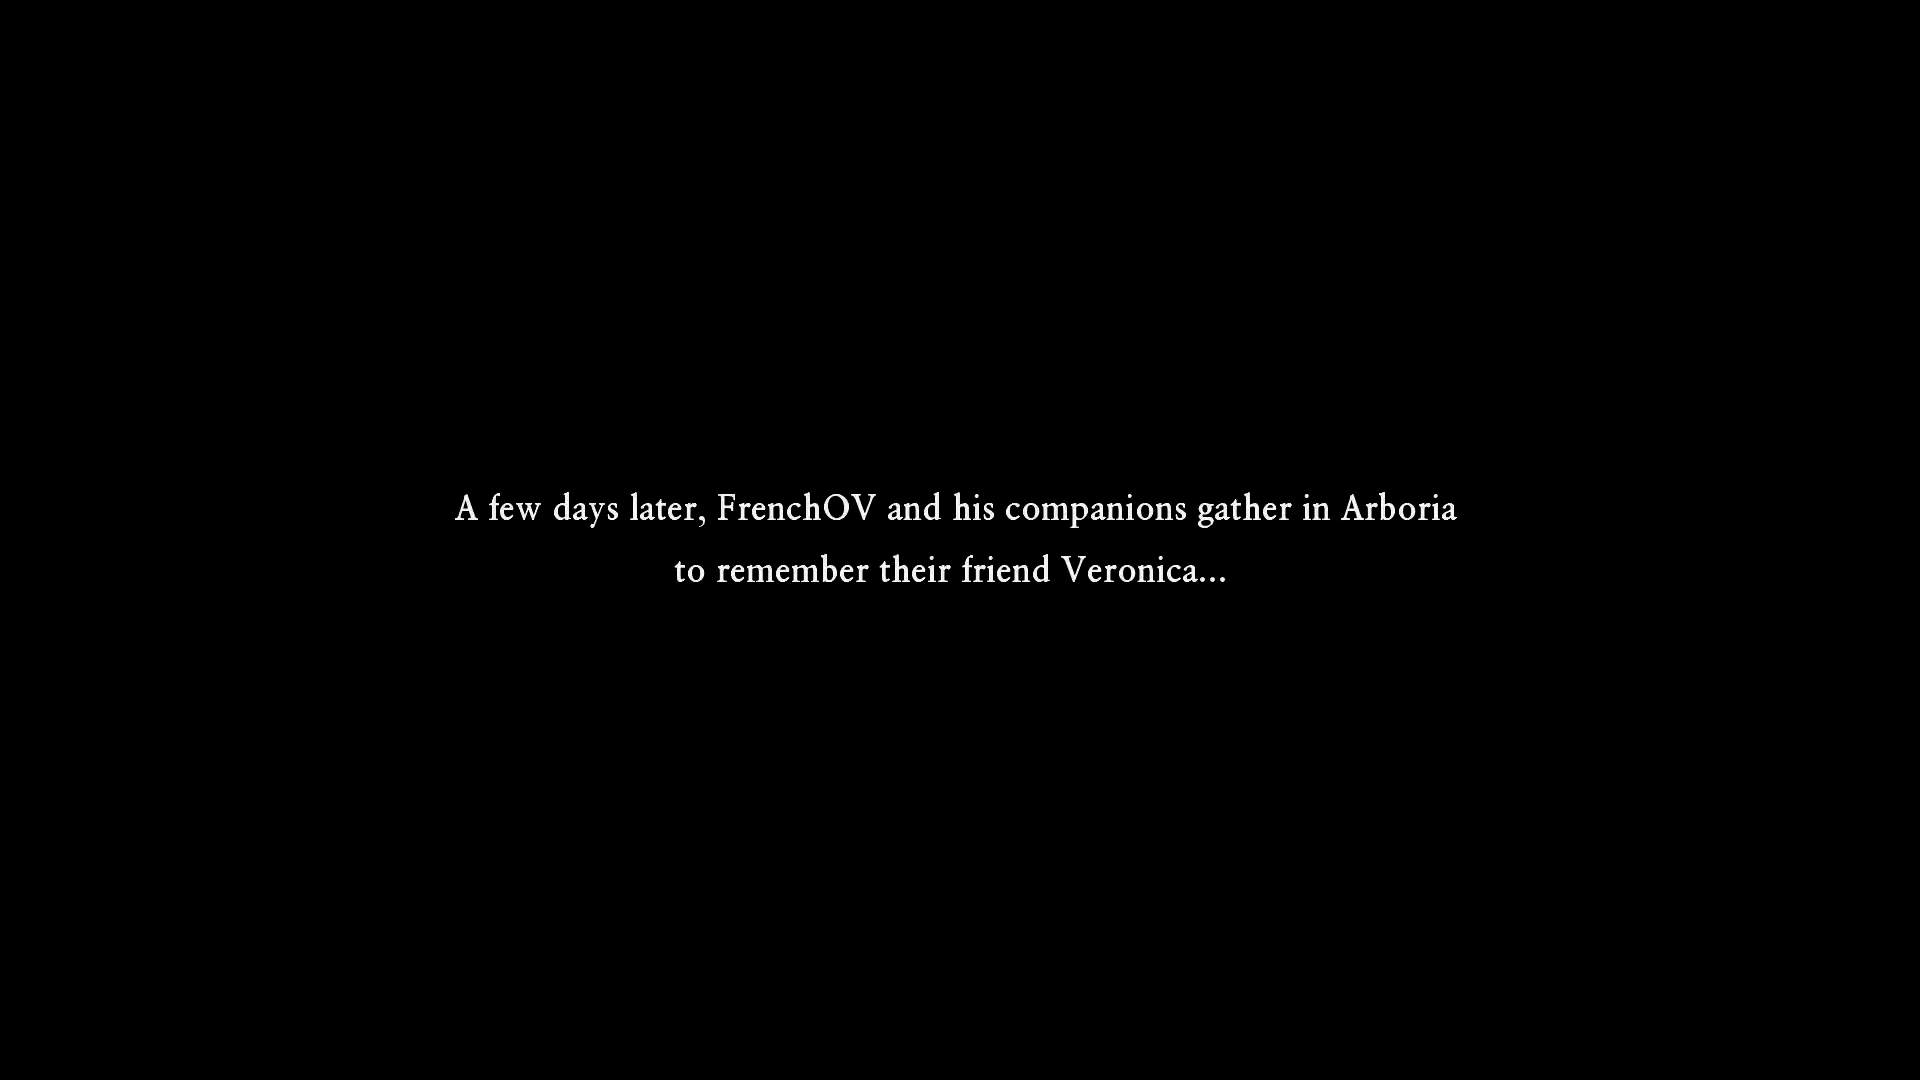 A few days later, FrenchOV and his companions gather in Arboria
to remember their friend Veronica...